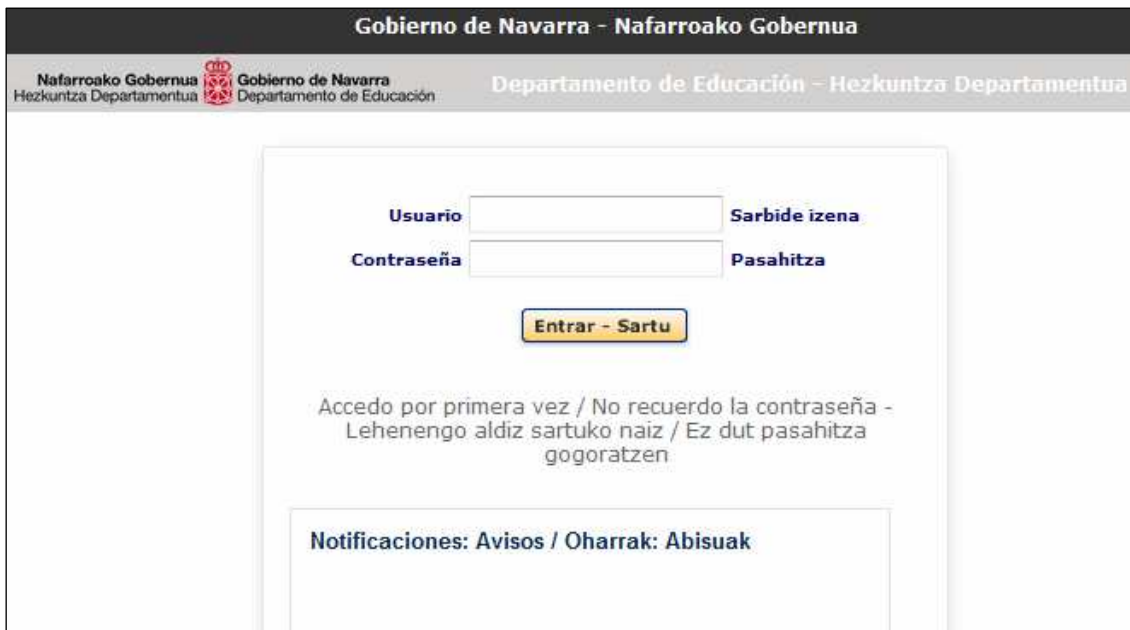 Gobierno de Navarra - Nafarroako Gobernua
Nafarroako Gobernua Gobierno de Navarra
Hezkuntza Departamentua Departamento de Educación
Departamento de Educación - Hezkuntza Departamentua
Usuario Sarbide izena
Contraseña Pasahitza
Entrar - Sartu
Accedo por primera vez / No recuerdo la contraseña -
Lehenengo aldiz sartuko naiz / Ez dut pasahitza
gogoratzen
Notificaciones: Avisos / Oharrak: Abisuak